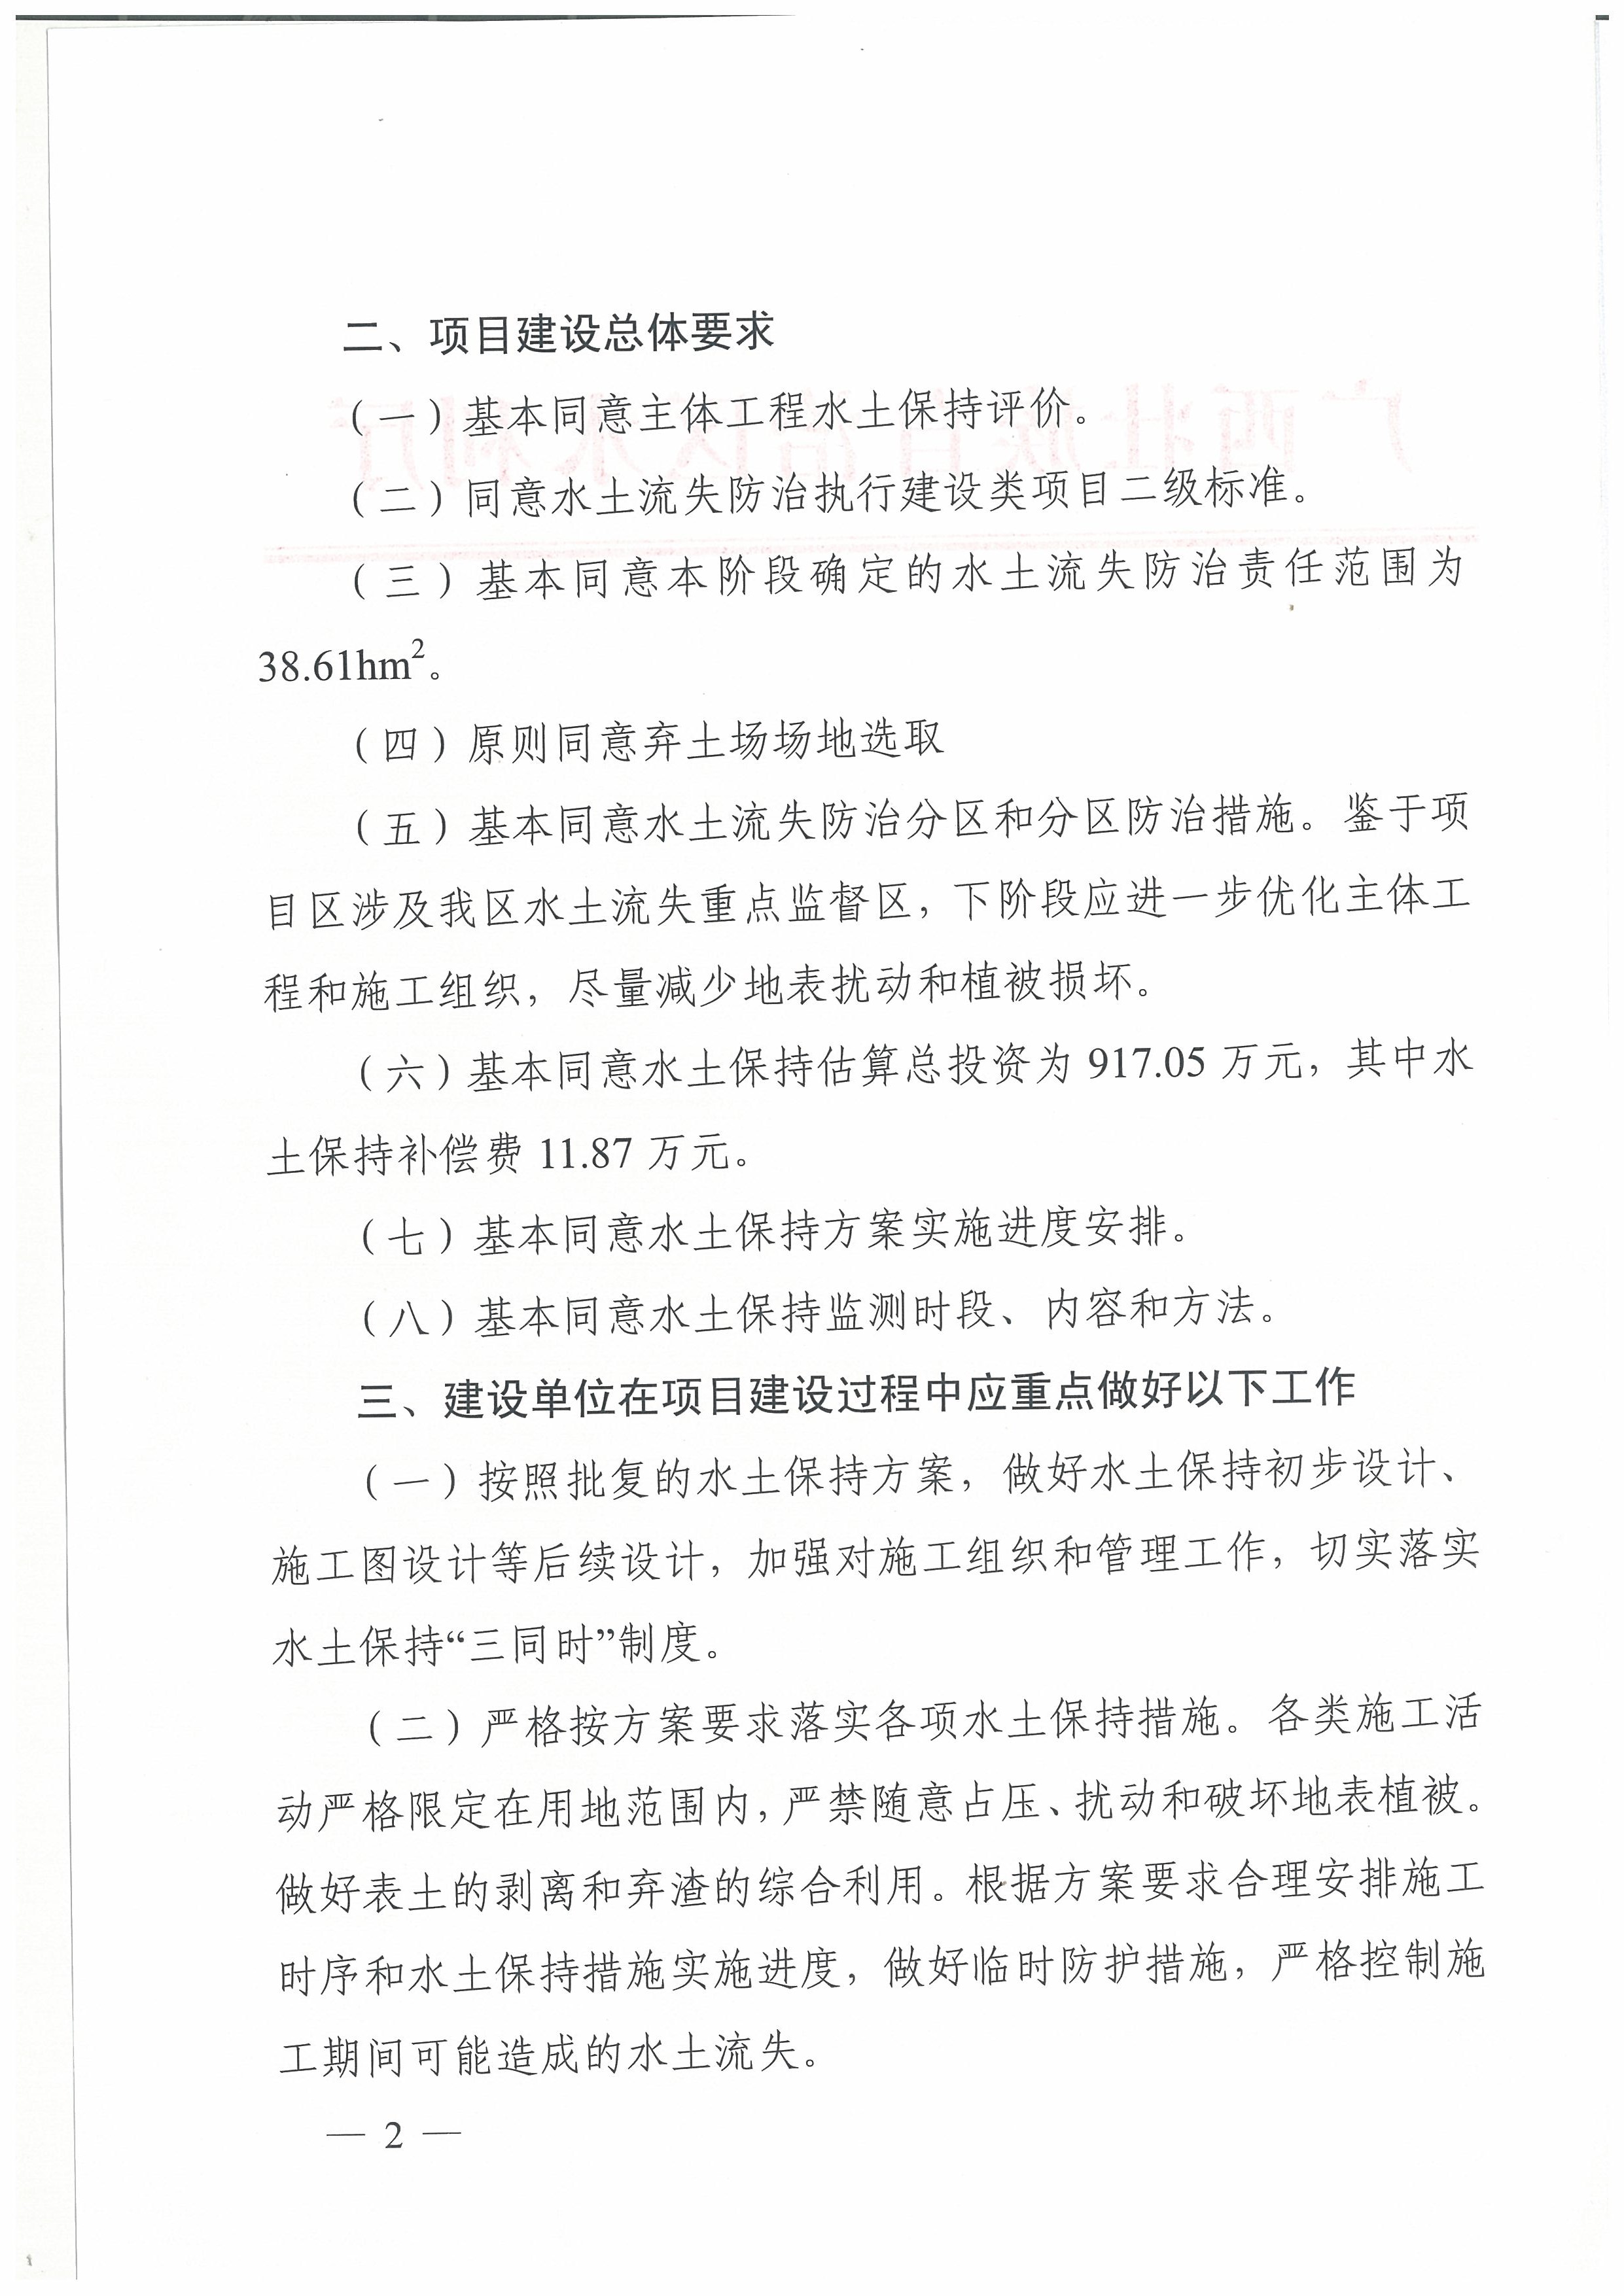 二、项目建设总体要求
（一）基本同意主体工程水土保持评价。
（二）同意水土流失防治执行建设类项目二级标准。
（三）基本同意本阶段确定的水土流失防治责任范围为
38.61hm²。
（四）原则同意弃土场场地选取
（五）基本同意水土流失防治分区和分区防治措施。鉴于项
目区涉及我区水土流失重点监督区，下阶段应进一步优化主体工
程和施工组织，尽量减少地表扰动和植被损坏。
（六）基本同意水土保持估算总投资为 917.05 万元，其中水
土保持补偿费 11.87 万元。
（七）基本同意水土保持方案实施进度安排。
（八）基本同意水土保持监测时段、内容和方法。
三、建设单位在项目建设过程中应重点做好以下工作
（一）按照批复的水土保持方案，做好水土保持初步设计、
施工图设计等后续设计，加强对施工组织和管理工作，切实落实
水土保持“三同时”制度。
（二）严格按方案要求落实各项水土保持措施。各类施工活
动严格限定在用地范围内，严禁随意占压、扰动和破坏地表植被。
做好表土的剥离和弃渣的综合利用。根据方案要求合理安排施工
时序和水土保持措施实施进度，做好临时防护措施，严格控制施
工期间可能造成的水土流失。
— 2 —